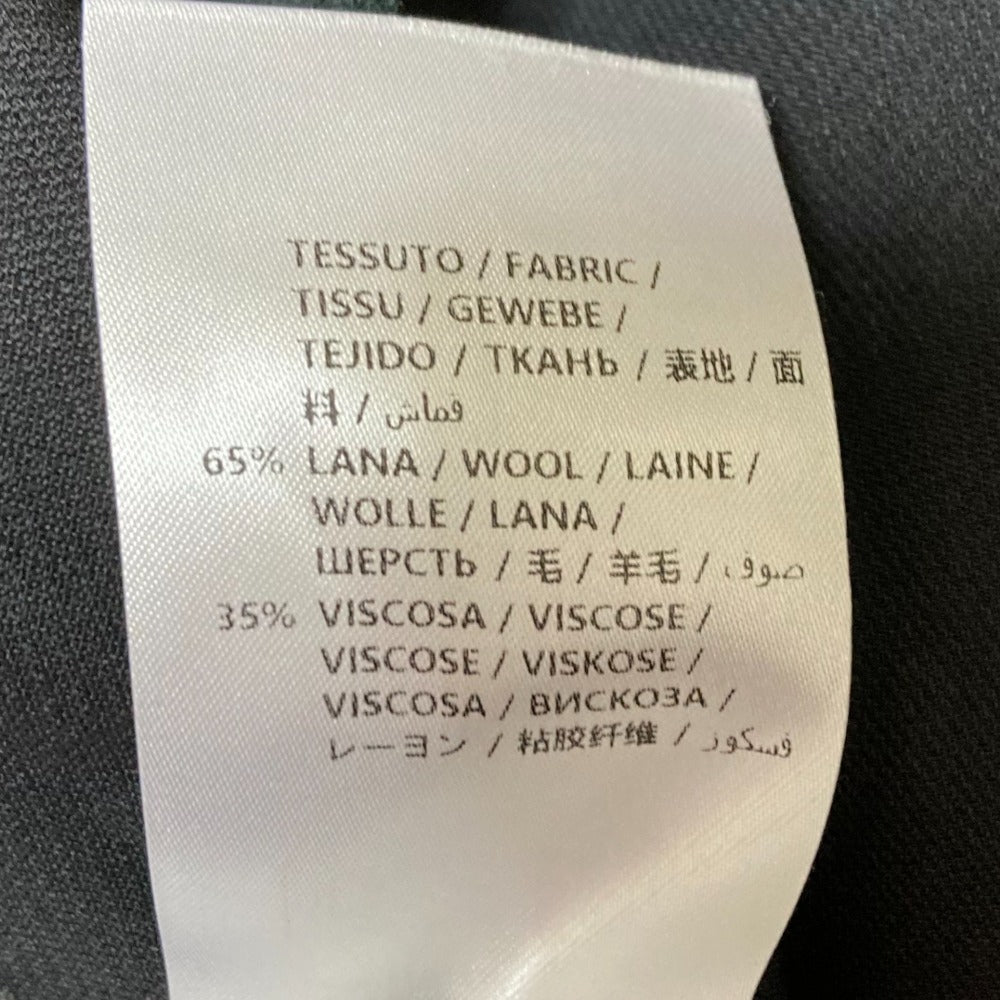 TESSUTO / FABRIC /
TISSU / GEWEBE /
TEJIDO / ТКАНЬ / 表地 / 面
料 / قماش
65% LANA / WOOL / LAINE /
WOLLE / LANA /
ШЕРСТЬ / 毛 / 羊毛 / صوف،
35% VISCOSA / VISCOSE /
VISCOSE / VISKOSE /
VISCOSA / ВИСКОЗА /
レーヨン / 粘胶纤维 / فسكوز